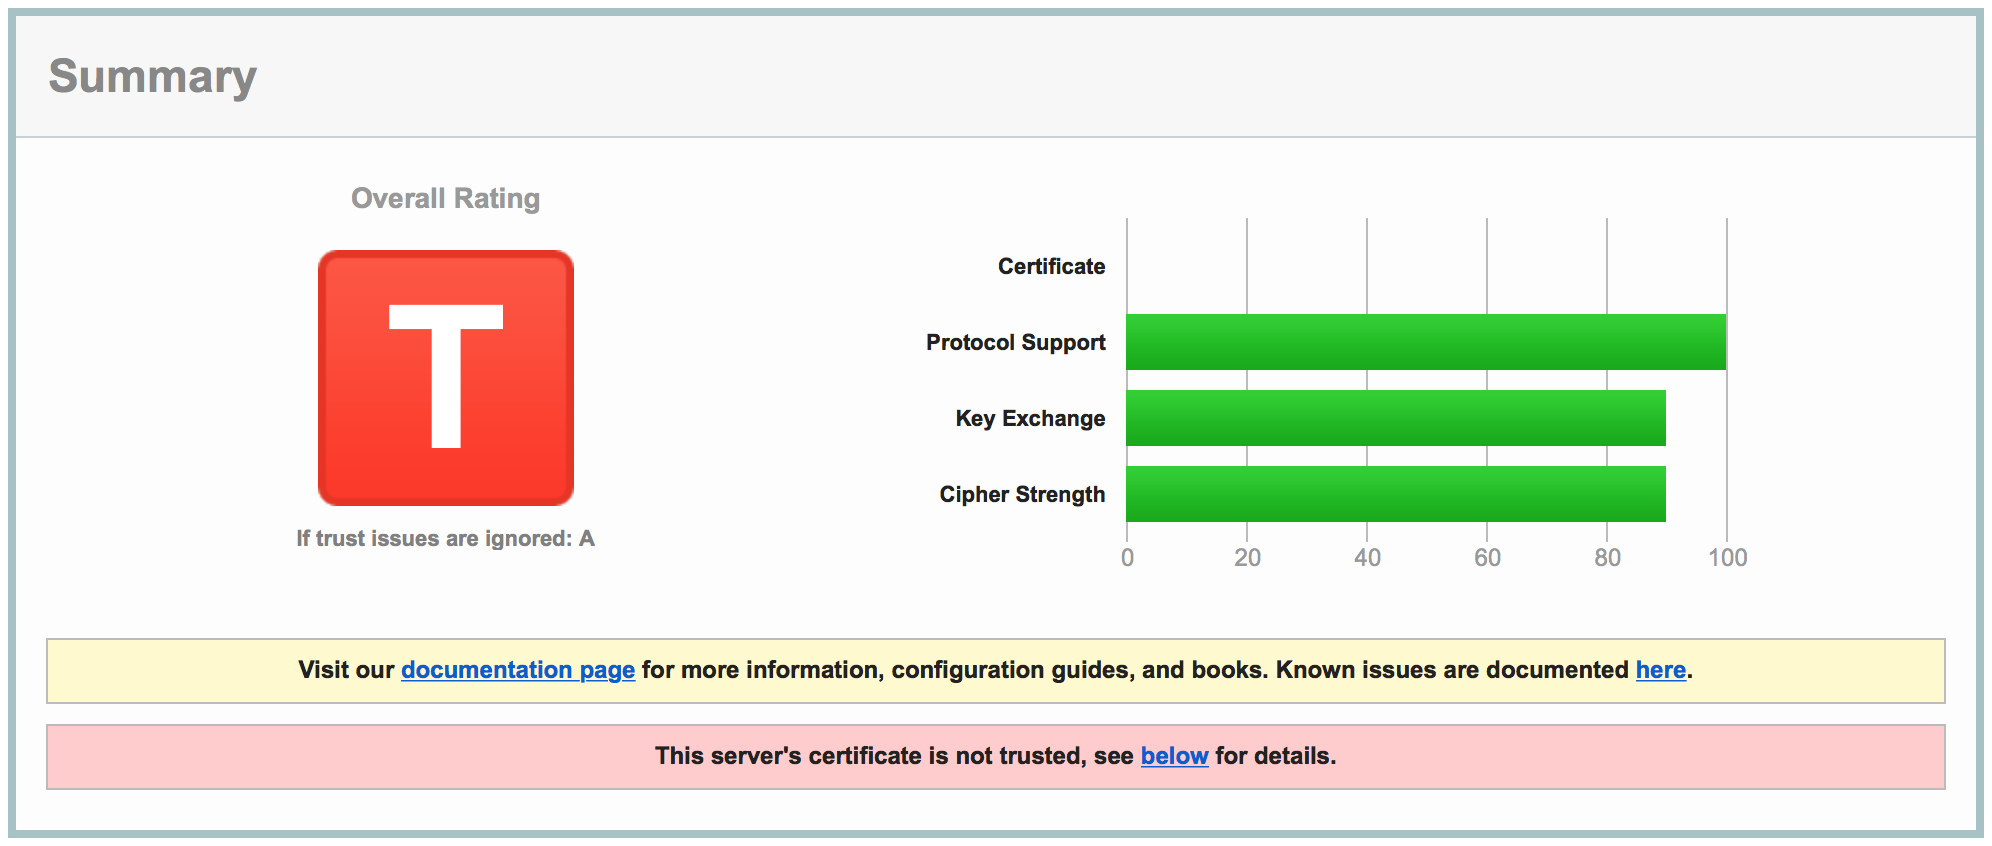 Summary
Overall Rating
T
If trust issues are ignored: A
Certificate
Protocol Support
Key Exchange
Cipher Strength
0 20 40 60 80 100
Visit our documentation page for more information, configuration guides, and books. Known issues are documented here.
This server's certificate is not trusted, see below for details.